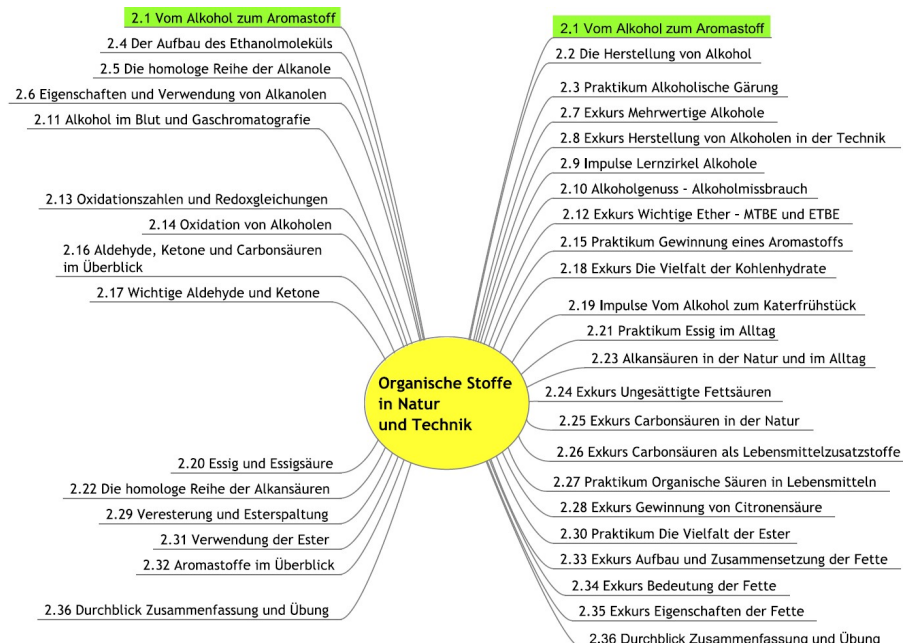 2.1 Vom Alkohol zum Aromastoff
2.4 Der Aufbau des Ethanolmoleküls
2.5 Die homologe Reihe der Alkanole
2.6 Eigenschaften und Verwendung von Alkanolen
2.11 Alkohol im Blut und Gaschromatografie
2.13 Oxidationszahlen und Redoxgleichungen
2.14 Oxidation von Alkoholen
2.16 Aldehyde, Ketone und Carbonsäuren
im Überblick
2.17 Wichtige Aldehyde und Ketone
2.20 Essig und Essigsäure
2.22 Die homologe Reihe der Alkansäuren
2.29 Veresterung und Esterspaltung
2.31 Verwendung der Ester
2.32 Aromastoffe im Überblick
2.36 Durchblick Zusammenfassung und Übung
Organische Stoffe
in Natur
und Technik
2.1 Vom Alkohol zum Aromastoff
2.2 Die Herstellung von Alkohol
2.3 Praktikum Alkoholische Gärung
2.7 Exkurs Mehrwertige Alkohole
2.8 Exkurs Herstellung von Alkoholen in der Technik
2.9 Impulse Lernzirkel Alkohole
2.10 Alkoholgenuss - Alkoholmissbrauch
2.12 Exkurs Wichtige Ether - MTBE und ETBE
2.15 Praktikum Gewinnung eines Aromastoffs
2.18 Exkurs Die Vielfalt der Kohlenhydrate
2.19 Impulse Vom Alkohol zum Katerfrühstück
2.21 Praktikum Essig im Alltag
2.23 Alkansäuren in der Natur und im Alltag
2.24 Exkurs Ungesättigte Fettsäuren
2.25 Exkurs Carbonsäuren in der Natur
2.26 Exkurs Carbonsäuren als Lebensmittelzusatzstoffe
2.27 Praktikum Organische Säuren in Lebensmitteln
2.28 Exkurs Gewinnung von Citronensäure
2.30 Praktikum Die Vielfalt der Ester
2.33 Exkurs Aufbau und Zusammensetzung der Fette
2.34 Exkurs Bedeutung der Fette
2.35 Exkurs Eigenschaften der Fette
2.36 Durchblick Zusammenfassung und Übung